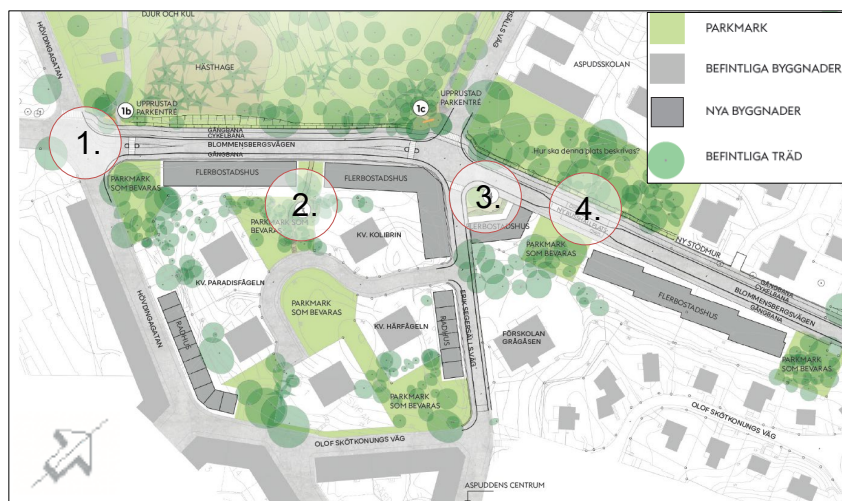 DJUR OCH KUL
HÄSTHAGE
HÖVDINGAGATAN
1b
UPPRUSTAD
PARKENTRÉ
1c
UPPRUSTAD
PARKENTRÉ
ASPUDSSKOLAN
PARKMARK
BEFINTLIGA BYGGNADER
NYA BYGGNADER
BEFINTLIGA TRÄD
1.
GÅNGBANA
CYKELBANA
BLOMMENSBERGSVÄGEN
GÅNGBANA
Hur ska denna plats beskrivas?
PARKMARK
SOM BEVARAS
FLERBOSTADSHUS
FLERBOSTADSHUS
2.
3.
4.
PARKMARK SOM
BEVARAS
KV. KOLIBRIN
FLERBOSTADSHUS
PARKMARK
SOM BEVARAS
NY STÖDMUR
GÅNGBANA
CYKELBANA
BLOMMENSBERGSVÄGEN
GÅNGBANA
KV. PARADISFÅGELN
HÖVDINGAGATAN
RADHUS
PARKMARK
SOM BEVARAS
KV. HÄRFÅGELN
RADHUS
ERIK SEGERSÄLLS VÄG
FÖRSKOLAN
GRÅGÅSEN
FLERBOSTADSHUS
PARKMARK
SOM BEVARAS
PARKMARK
SOM BEVARAS
OLOF SKÖTKONUNGS VÄG
OLOF SKÖTKONUNGS VÄG
ASPUDDENS CENTRUM